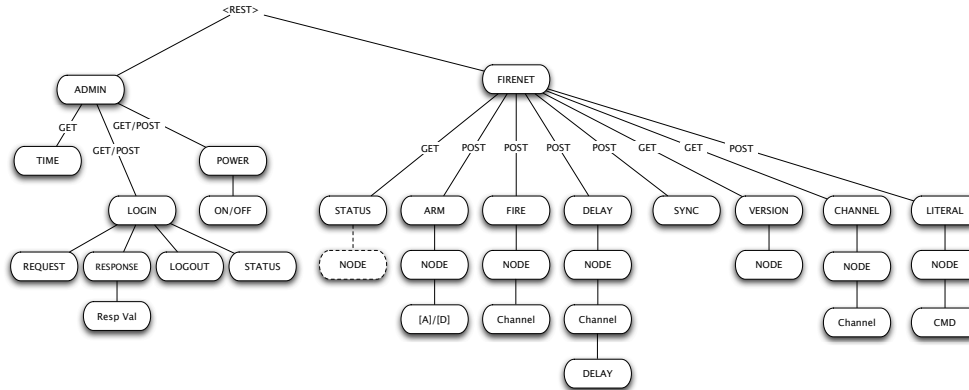 <REST>
FIRENET
ADMIN
GET
GET/POST
GET/POST
GET
POST
POST
POST
POST
GET
GET
POST
TIME
POWER
LOGIN
ON/OFF
STATUS
ARM
FIRE
DELAY
SYNC
VERSION
CHANNEL
LITERAL
REQUEST
RESPONSE
LOGOUT
STATUS
NODE
NODE
NODE
NODE
NODE
NODE
NODE
Resp Val
[A]/[D]
Channel
Channel
Channel
CMD
DELAY